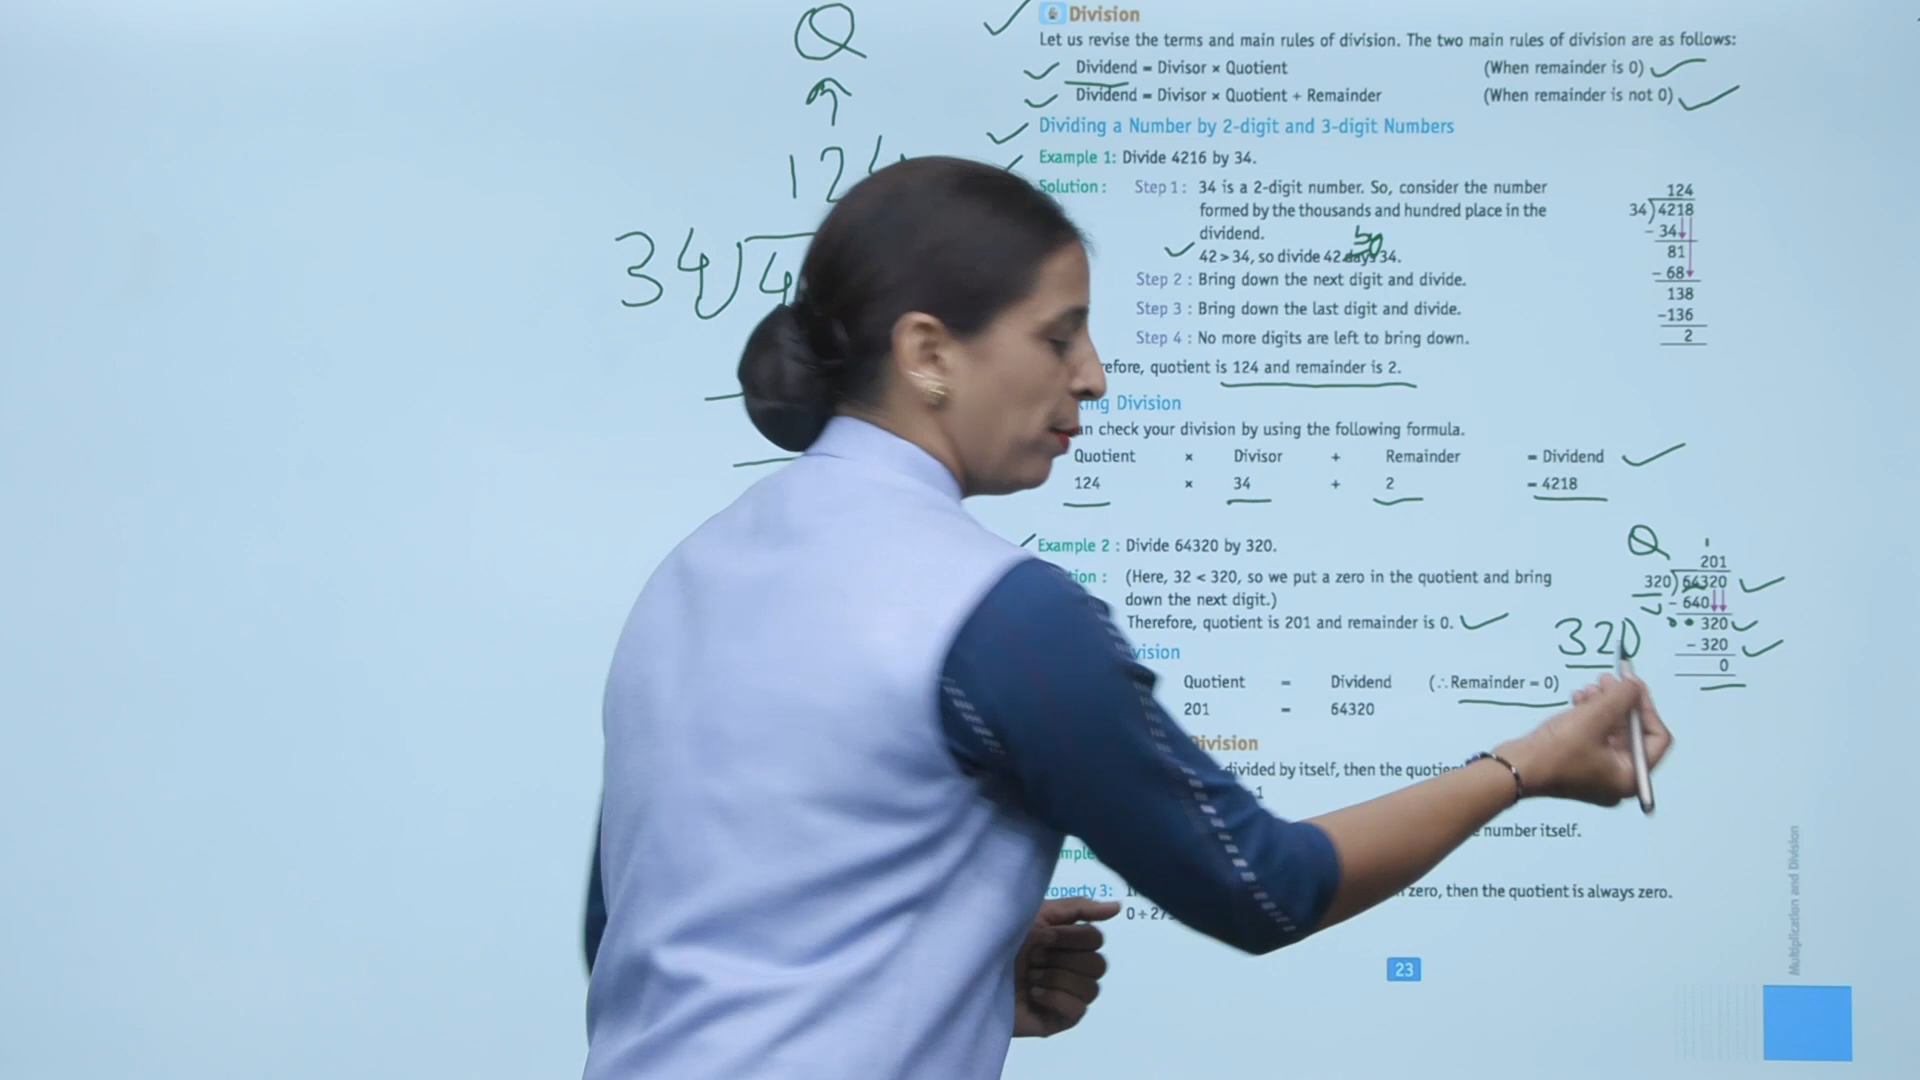 Q
124
34
Division
Let us revise the terms and main rules of division. The two main rules of division are as follows:
Dividend = Divisor × Quotient (When remainder is 0)
Dividend = Divisor × Quotient + Remainder (When remainder is not 0)
Dividing a Number by 2-digit and 3-digit Numbers
Example 1: Divide 4216 by 34.
Solution : Step 1 : 34 is a 2-digit number. So, consider the number
formed by the thousands and hundred place in the
dividend.
by
42 > 34, so divide 42 days 34.
Step 2 : Bring down the next digit and divide.
Step 3 : Bring down the last digit and divide.
Step 4 : No more digits are left to bring down.
124
34)4218
- 34
81
- 68
138
-136
2
quotient is 124 and remainder is 2.
Division
check your division by using the following formula.
Quotient × Divisor + Remainder = Dividend
124 × 34 + 2 = 4218
Example 2 : Divide 64320 by 320.
(Here, 32 < 320, so we put a zero in the quotient and bring
down the next digit.)
Therefore, quotient is 201 and remainder is 0.
Q
201
320)64320
- 640
320
- 320
0
320
Quotient = Dividend (∴Remainder = 0)
201 = 64320
Division
divided by itself, then the
1
number itself.
Property 3: zero, then the quotient is always zero.
0÷27
23
Multiplication and Division